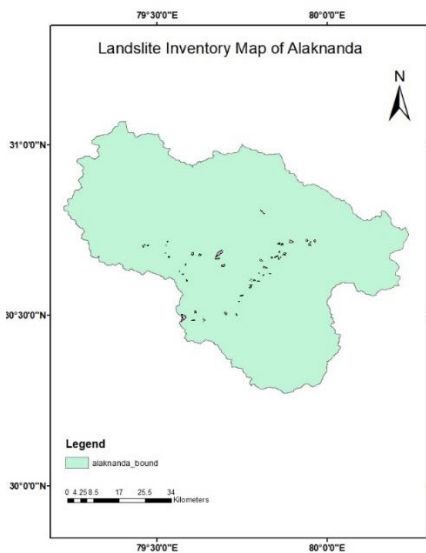 79°30'0"E 80°0'0"E
Landslite Inventory Map of Alaknanda
N
31°0'0"N
30°30'0"N
Legend
alaknanda_bound
30°0'0"N
0 4.25 8.5 17 25.5 34
Kilometers
79°30'0"E 80°0'0"E